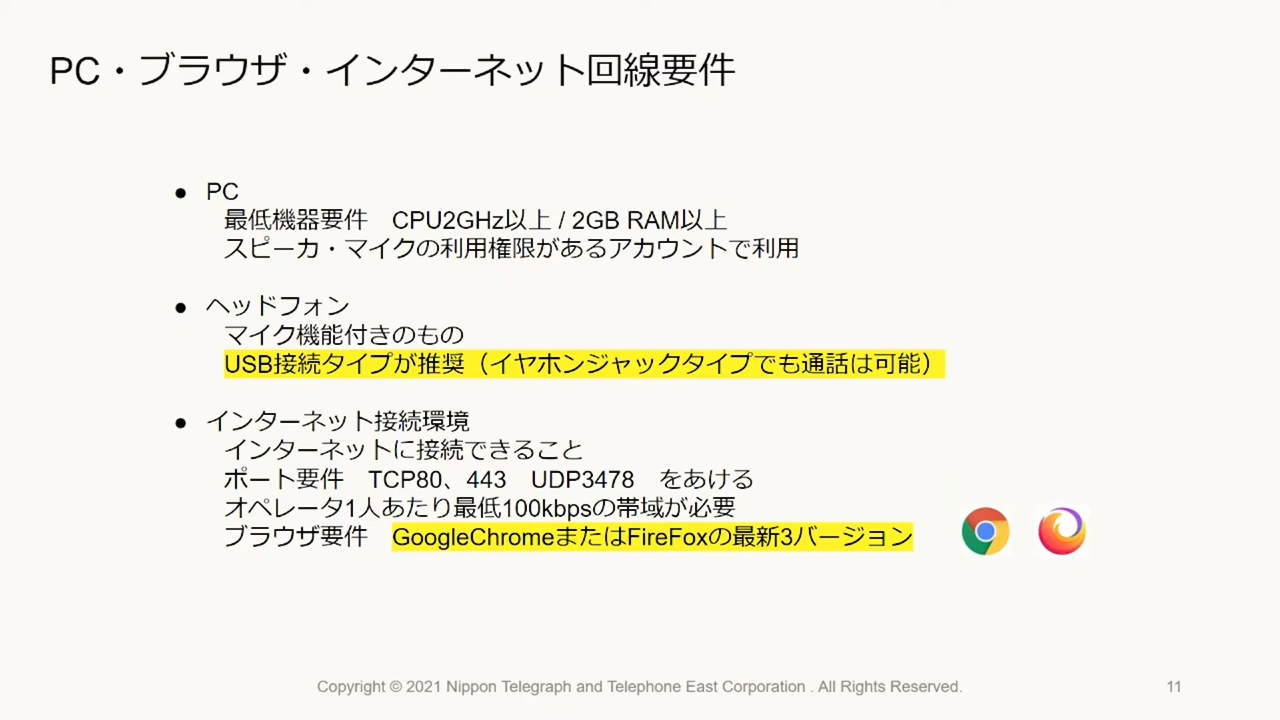 PC・ブラウザ・インターネット回線要件
● PC
最低機器要件　CPU2GHz以上 / 2GB RAM以上
スピーカ・マイクの利用権限があるアカウントで利用
● ヘッドフォン
マイク機能付きのもの
USB接続タイプが推奨（イヤホンジャックタイプでも通話は可能）
● インターネット接続環境
インターネットに接続できること
ポート要件　TCP80、443　UDP3478　をあける
オペレータ1人あたり最低100kbpsの帯域が必要
ブラウザ要件　GoogleChromeまたはFireFoxの最新3バージョン
Copyright © 2021 Nippon Telegraph and Telephone East Corporation . All Rights Reserved.
11